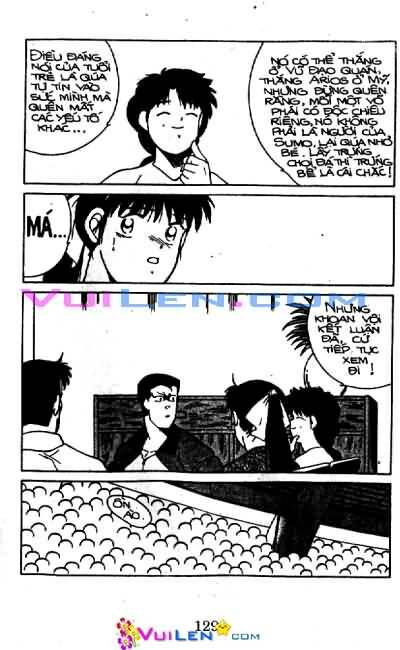 ĐIỀU ĐÁNG
NÓI CỦA TUỔI
TRẺ LÀ QÚA
TỰ TIN VÀO
SỨC MÌNH MÀ
QUÊN MẤT
CÁC YẾU TỐ
KHÁC...
NÓ CÓ THỂ THẮNG
Ở VŨ ĐẠO QUÁN,
THẮNG ARIOS Ở MỸ,
NHƯNG ĐỪNG QUÊN
RẰNG, MỖI MỘT VÕ
PHÁI CÓ ĐỘC CHIÊU
RIÊNG, NÓ KHÔNG
PHẢI LÀ NGƯỜI CỦA
SUMO, LẠI QÚA NHỎ
BÉ. LẤY TRỨNG
CHỌI ĐÁ THÌ TRỨNG
BỂ LÀ CÁI CHẮC!
MÁ...
VUILEN.COM
NHƯNG
KHOAN VỘI
KẾT LUẬN
ĐÃ, CỨ
TIẾP TỤC
XEM
ĐI !
ỒN
ÀO
129
VUILEN.COM